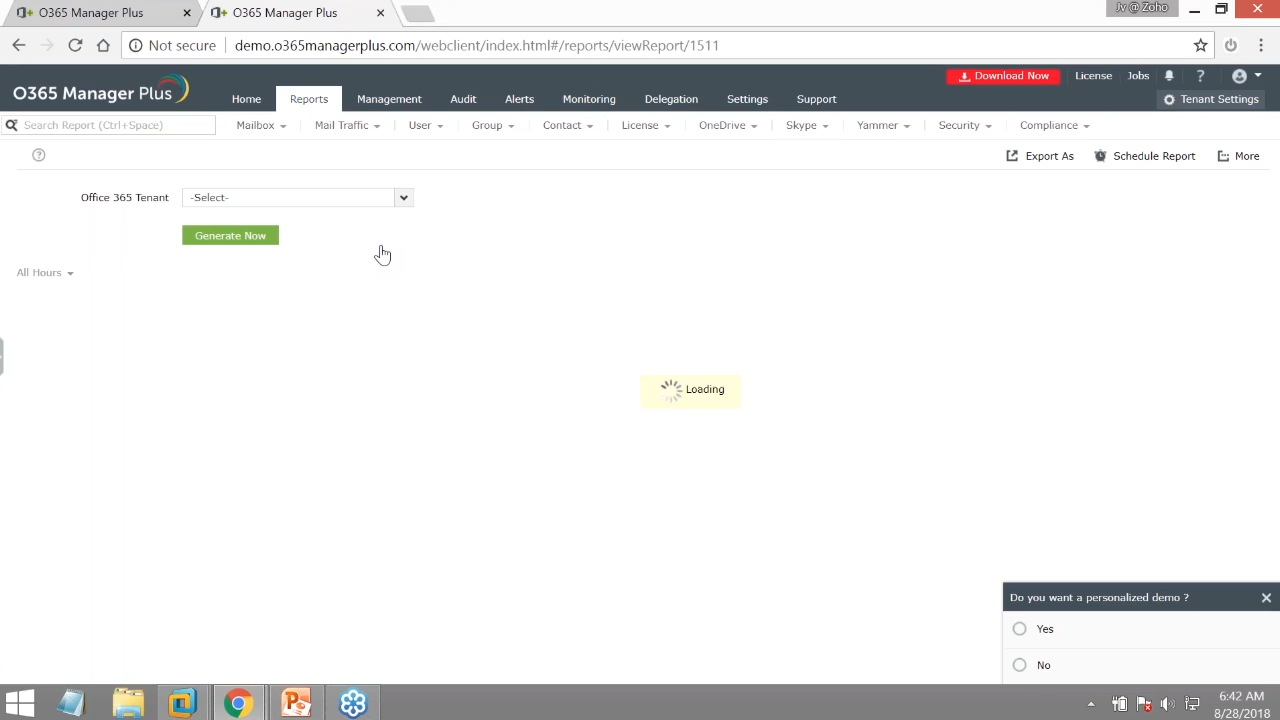 O365 Manager Plus
O365 Manager Plus
Jv @ Zoho
Not secure
demo.o365managerplus.com/webclient/index.html#/reports/viewReport/1511
O365 Manager Plus
Download Now
License
Jobs
?
Home
Reports
Management
Audit
Alerts
Monitoring
Delegation
Settings
Support
Tenant Settings
Search Report (Ctrl+Space)
Mailbox
Mail Traffic
User
Group
Contact
License
OneDrive
Skype
Yammer
Security
Compliance
?
Export As
Schedule Report
More
Office 365 Tenant
-Select-
Generate Now
All Hours
Loading
Do you want a personalized demo ?
Yes
No
6:42 AM
8/28/2018